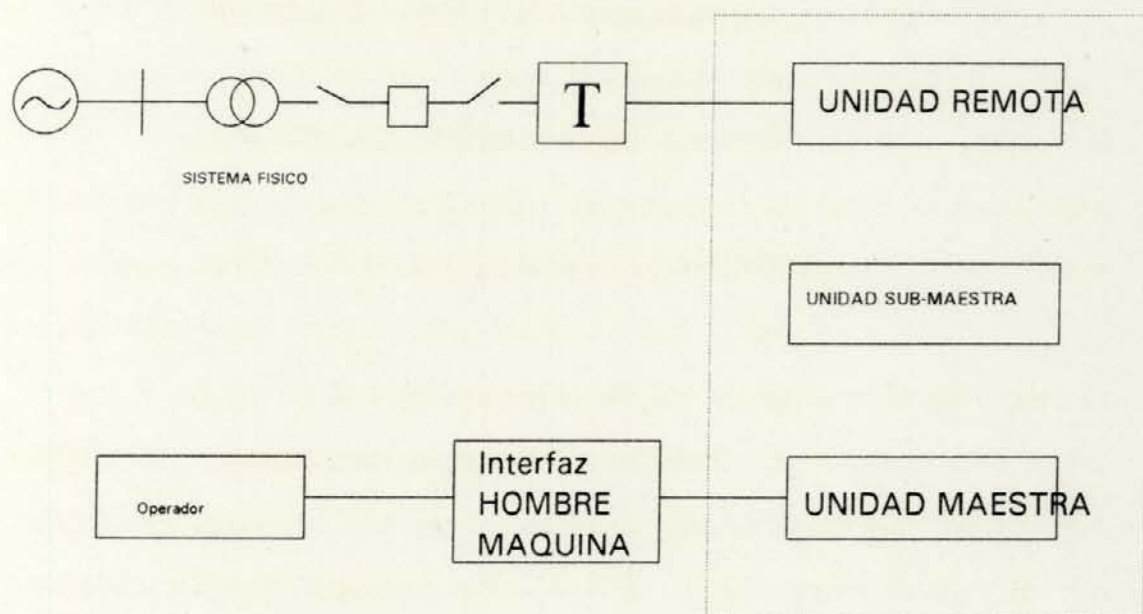 T
UNIDAD REMOTA
SISTEMA FISICO
UNIDAD SUB-MAESTRA
Operador
Interfaz
HOMBRE
MAQUINA
UNIDAD MAESTRA